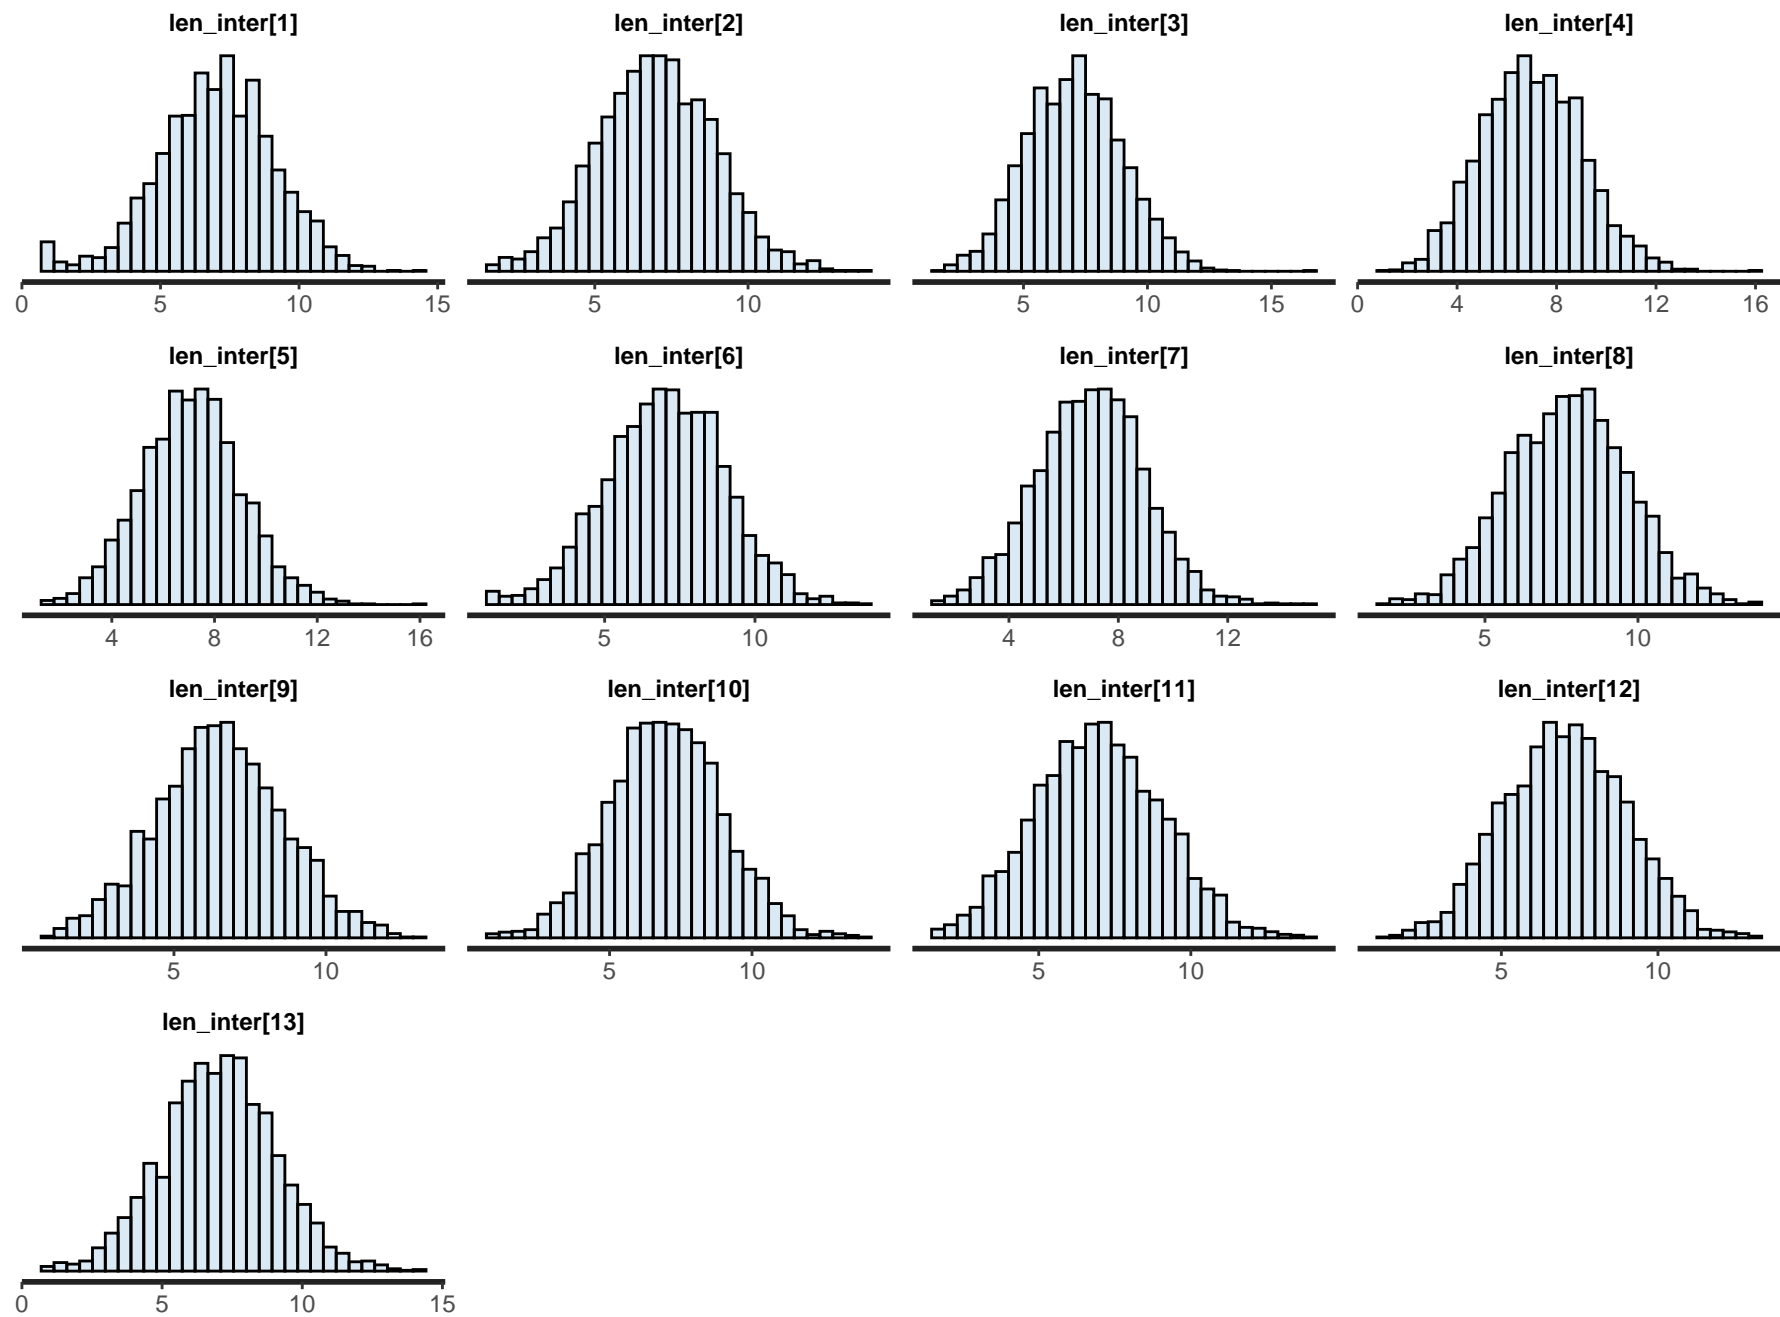 len_inter[1] len_inter[2] len_inter[3] len_inter[4]
0 5 10 15 5 10 5 10 15 0 4 8 12 16
len_inter[5] len_inter[6] len_inter[7] len_inter[8]
4 8 12 16 5 10 4 8 12 5 10
len_inter[9] len_inter[10] len_inter[11] len_inter[12]
5 10 5 10 5 10 5 10
len_inter[13]
0 5 10 15